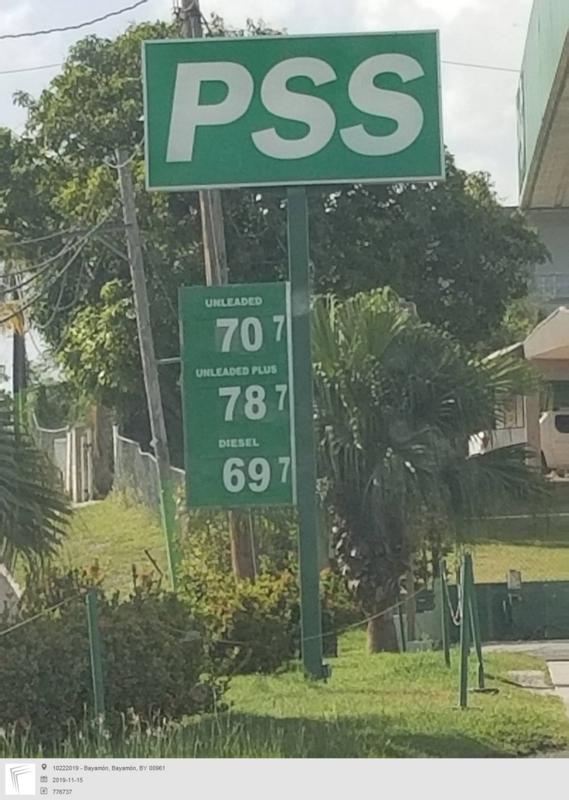 PSS
UNLEADED
70 7
UNLEADED PLUS
78 7
DIESEL
69 7
10222019 - Bayamón, Bayamón, BY 00961
2019-11-15
776737